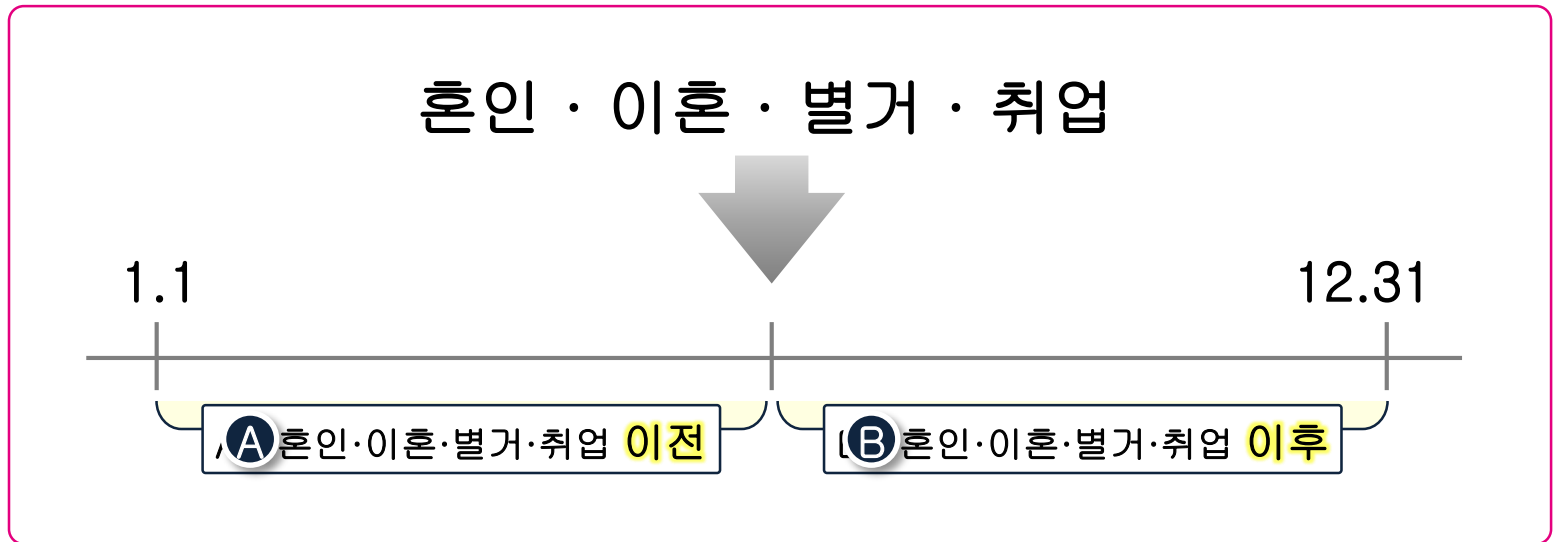 혼인 · 이혼 · 별거 · 취업
1.1
12.31
A 혼인·이혼·별거·취업 이전
B 혼인·이혼·별거·취업 이후